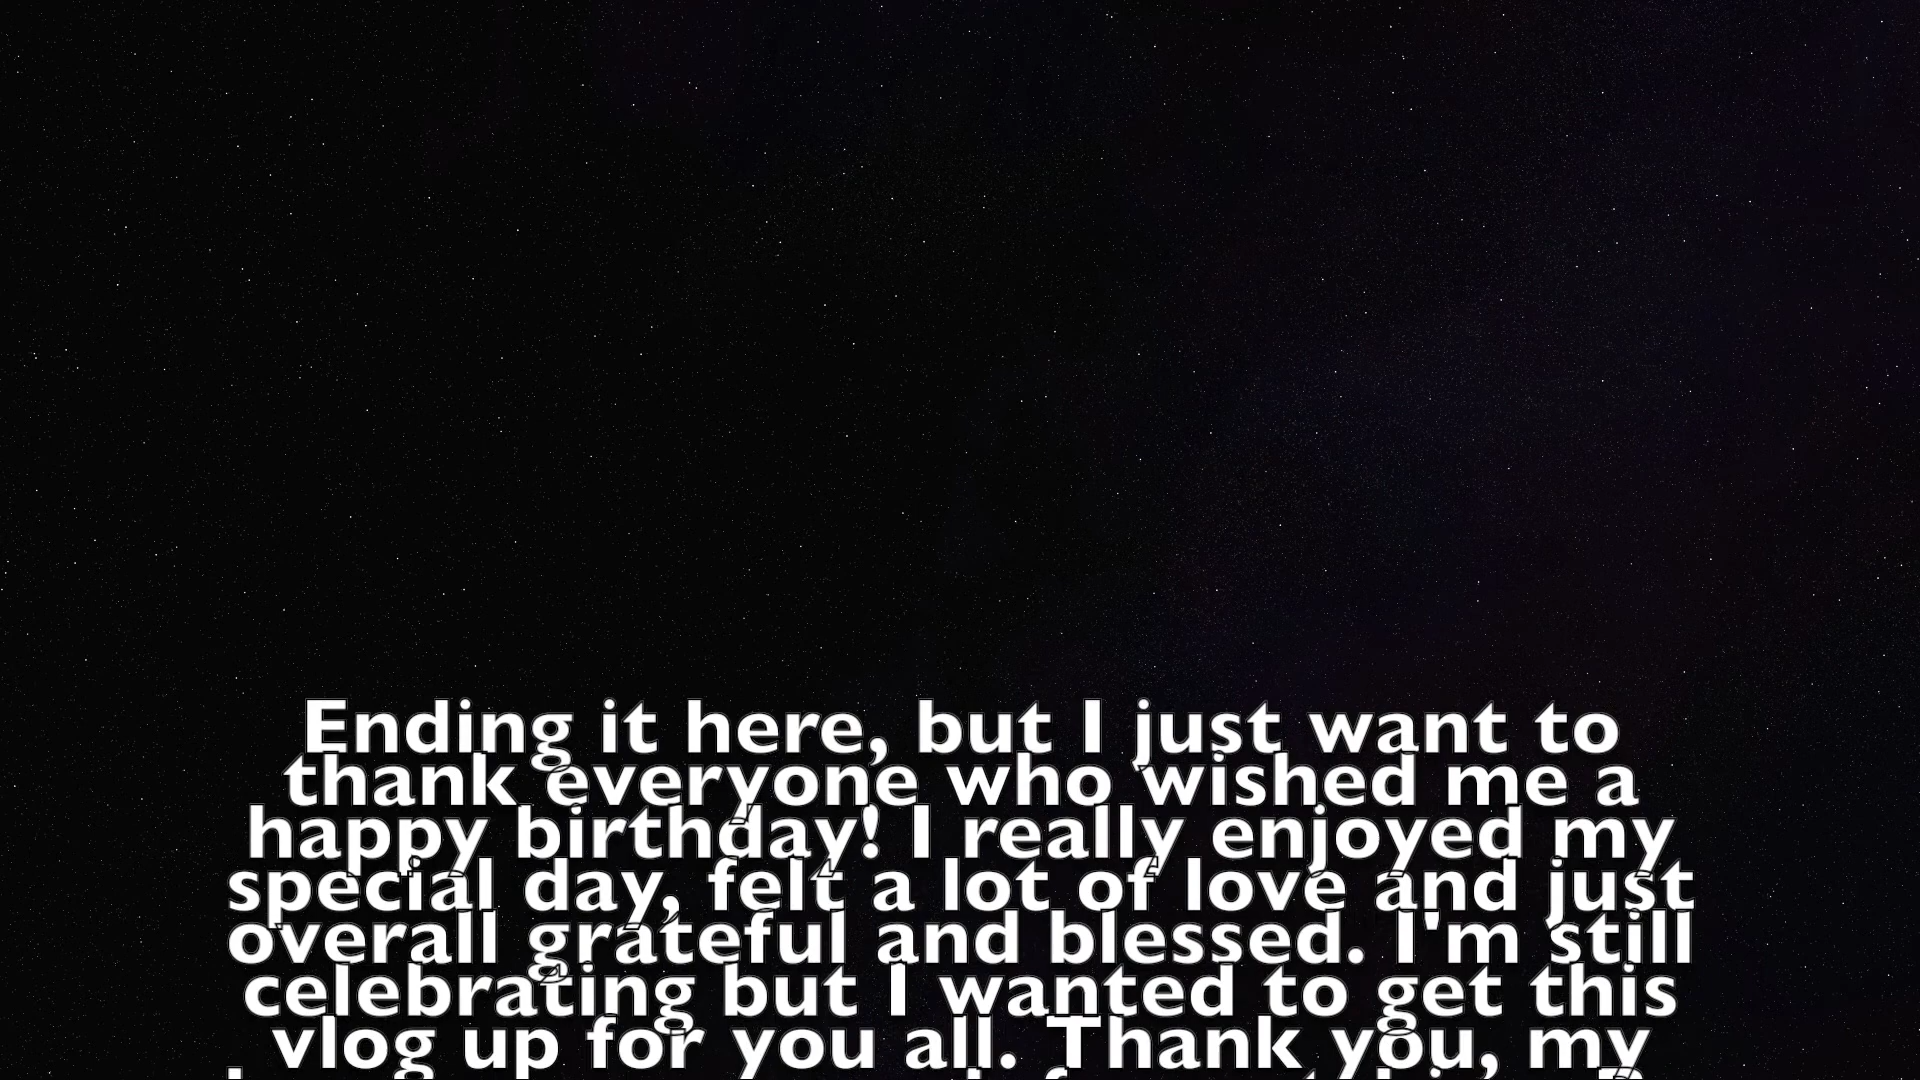 Ending it here, but I just want to
thank everyone who wished me a
happy birthday! I really enjoyed my
special day, felt a lot of love and just
overall grateful and blessed. I'm still
celebrating but I wanted to get this
vlog up for you all. Thank you, my